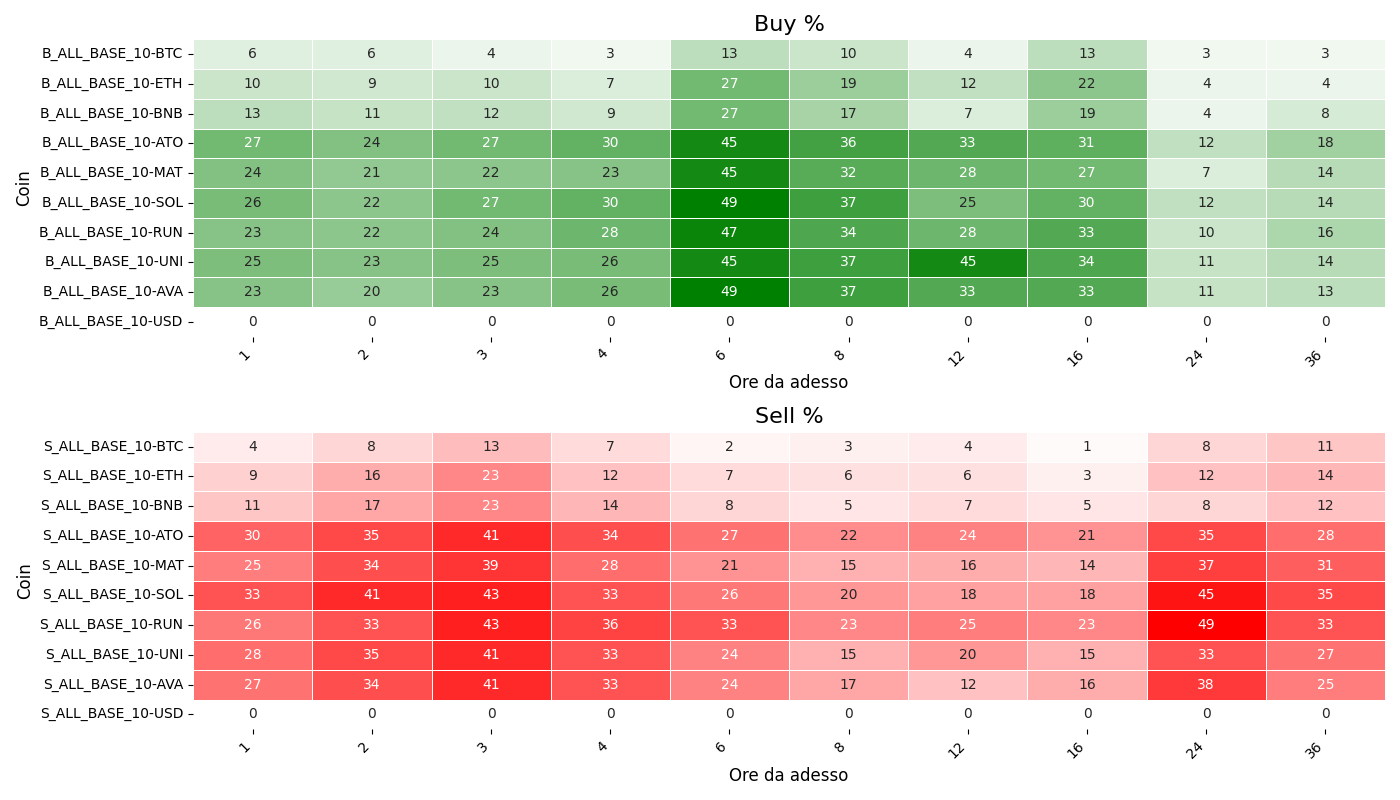 Buy %
Coin
B_ALL_BASE_10-BTC 6 6 4 3 13 10 4 13 3 3
B_ALL_BASE_10-ETH 10 9 10 7 27 19 12 22 4 4
B_ALL_BASE_10-BNB 13 11 12 9 27 17 7 19 4 8
B_ALL_BASE_10-ATO 27 24 27 30 45 36 33 31 12 18
B_ALL_BASE_10-MAT 24 21 22 23 45 32 28 27 7 14
B_ALL_BASE_10-SOL 26 22 27 30 49 37 25 30 12 14
B_ALL_BASE_10-RUN 23 22 24 28 47 34 28 33 10 16
B_ALL_BASE_10-UNI 25 23 25 26 45 37 45 34 11 14
B_ALL_BASE_10-AVA 23 20 23 26 49 37 33 33 11 13
B_ALL_BASE_10-USD 0 0 0 0 0 0 0 0 0 0
1 2 3 4 6 8 12 16 24 36
Ore da adesso
Sell %
Coin
S_ALL_BASE_10-BTC 4 8 13 7 2 3 4 1 8 11
S_ALL_BASE_10-ETH 9 16 23 12 7 6 6 3 12 14
S_ALL_BASE_10-BNB 11 17 23 14 8 5 7 5 8 12
S_ALL_BASE_10-ATO 30 35 41 34 27 22 24 21 35 28
S_ALL_BASE_10-MAT 25 34 39 28 21 15 16 14 37 31
S_ALL_BASE_10-SOL 33 41 43 33 26 20 18 18 45 35
S_ALL_BASE_10-RUN 26 33 43 36 33 23 25 23 49 33
S_ALL_BASE_10-UNI 28 35 41 33 24 15 20 15 33 27
S_ALL_BASE_10-AVA 27 34 41 33 24 17 12 16 38 25
S_ALL_BASE_10-USD 0 0 0 0 0 0 0 0 0 0
1 2 3 4 6 8 12 16 24 36
Ore da adesso